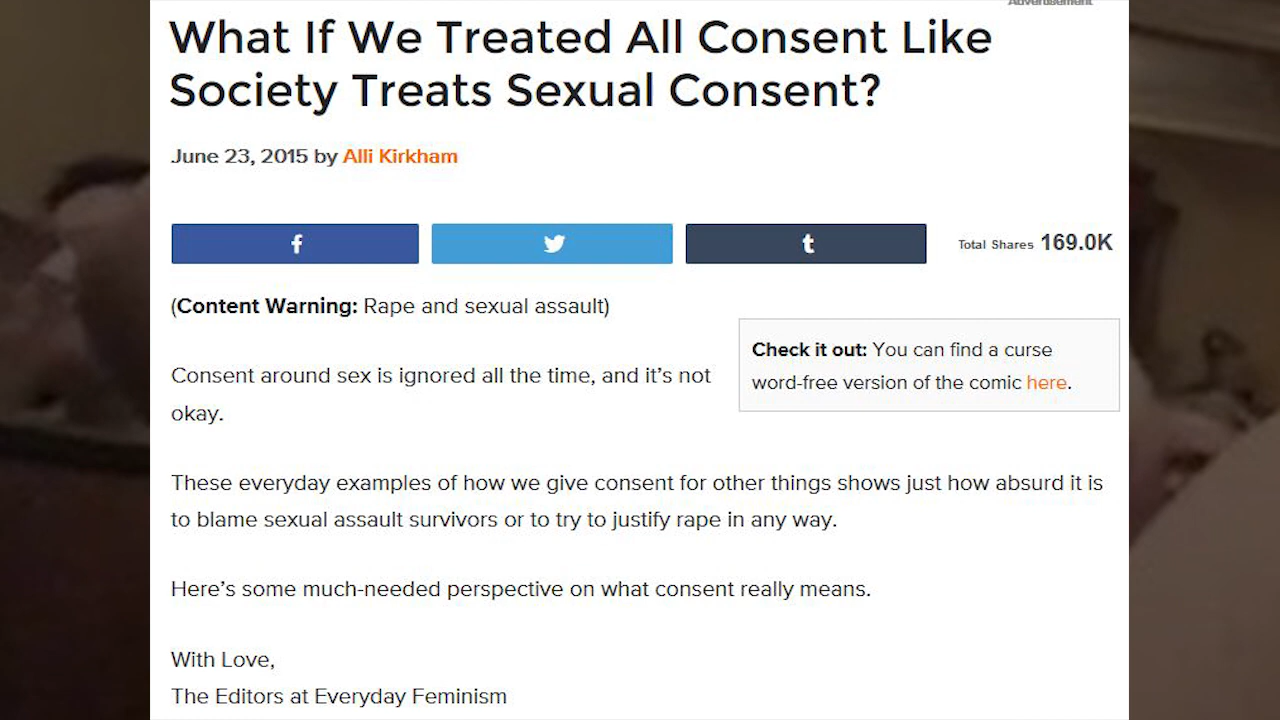 Advertisement
What If We Treated All Consent Like
Society Treats Sexual Consent?
June 23, 2015 by Alli Kirkham
f
t
Total Shares 169.0K
(Content Warning: Rape and sexual assault)
Check it out: You can find a curse
word-free version of the comic here.
Consent around sex is ignored all the time, and it's not
okay.
These everyday examples of how we give consent for other things shows just how absurd it is
to blame sexual assault survivors or to try to justify rape in any way.
Here's some much-needed perspective on what consent really means.
With Love,
The Editors at Everyday Feminism